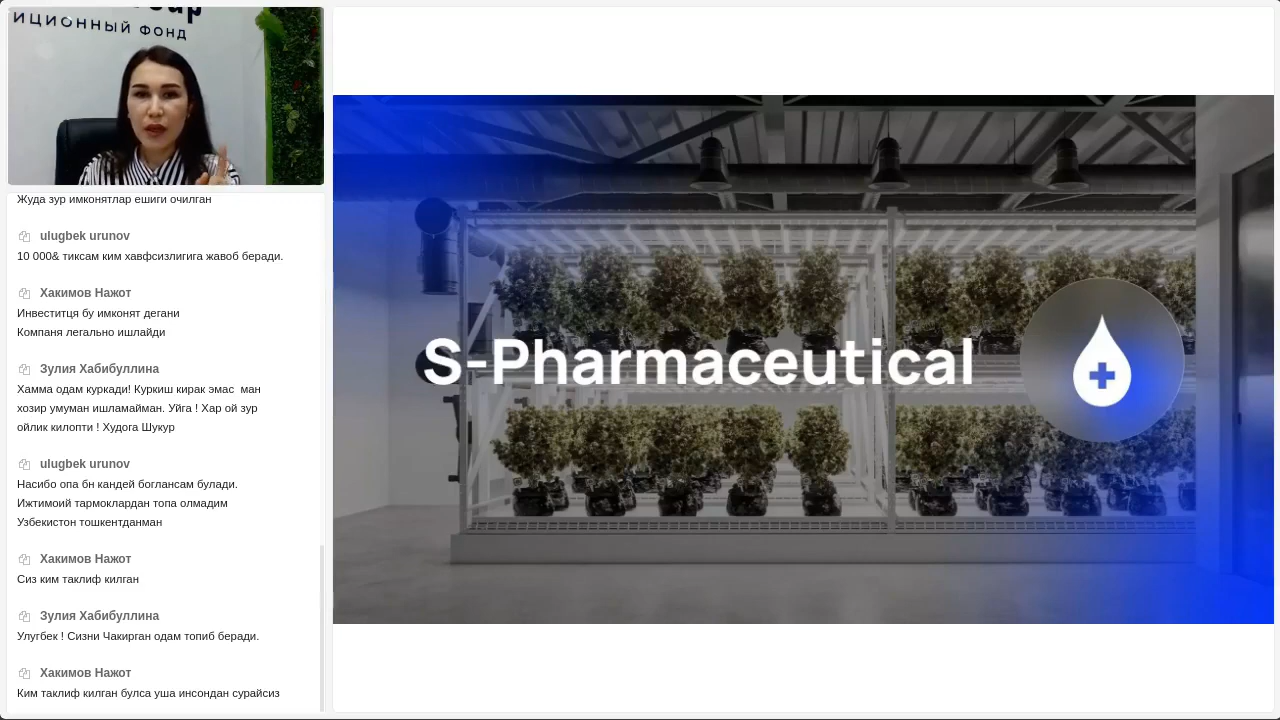 ИЦИОННЫЙ ФОНД
Жуда зур имконятлар ешиги очилган
ulugbek urunov
10 000& тиксам ким хавфсизлигига жавоб беради.
Хакимов Нажот
Инвеститця бу имконят дегани
Компаня легально ишлайди
Зулия Хабибуллина
Хамма одам куркади! Куркиш кирак эмас ман
хозир умуман ишламайман. Уйга ! Хар ой зур
ойлик килопти ! Худога Шукур
ulugbek urunov
Насибо опа бн кандей богланcам булади.
Ижтимоий тармоклардан топа олмадим
Узбекистон тошкентданман
Хакимов Нажот
Сиз ким таклиф килган
Зулия Хабибуллина
Улугбек ! Сизни Чакирган одам топиб беради.
Хакимов Нажот
Ким таклиф килган булса уша инсондан сурайсиз
S-Pharmaceutical